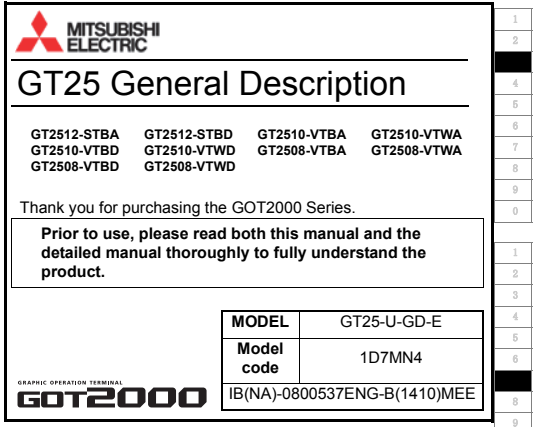 MITSUBISHI
ELECTRIC
GT25 General Description
GT2512-STBA GT2512-STBD GT2510-VTBA GT2510-VTWA
GT2510-VTBD GT2510-VTWD GT2508-VTBA GT2508-VTWA
GT2508-VTBD GT2508-VTWD
Thank you for purchasing the GOT2000 Series.
Prior to use, please read both this manual and the
detailed manual thoroughly to fully understand the
product.
MODEL GT25-U-GD-E
Model
code
1D7MN4
IB(NA)-0800537ENG-B(1410)MEE
GRAPHIC OPERATION TERMINAL
GOT2000
1
2
4
5
6
7
8
9
0
1
2
3
4
5
6
8
9